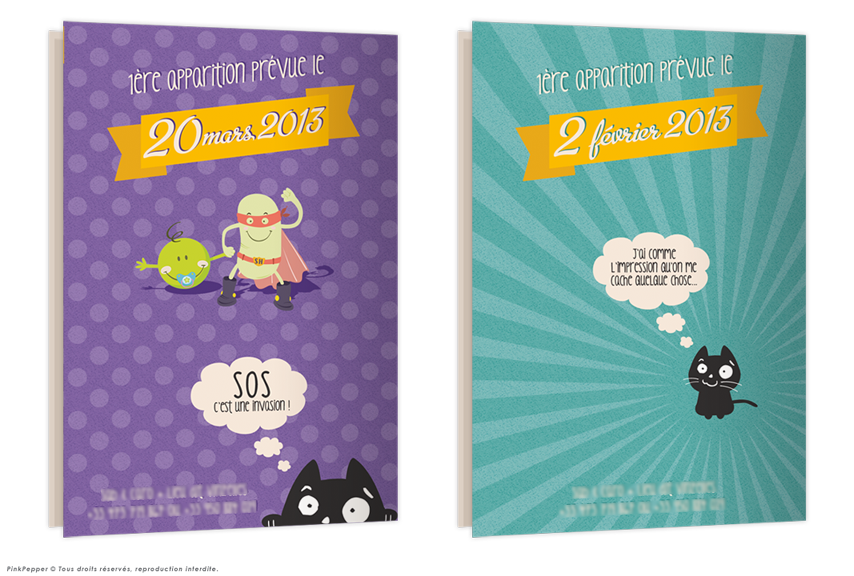 1ère apparition prévue le
20 mars 2013
SH
SOS
c'est une invasion !
1ère apparition prévue le
2 février 2013
J'ai comme
l'impression qu'on me
cache quelque chose...
PinkPepper © Tous droits réservés, reproduction interdite.